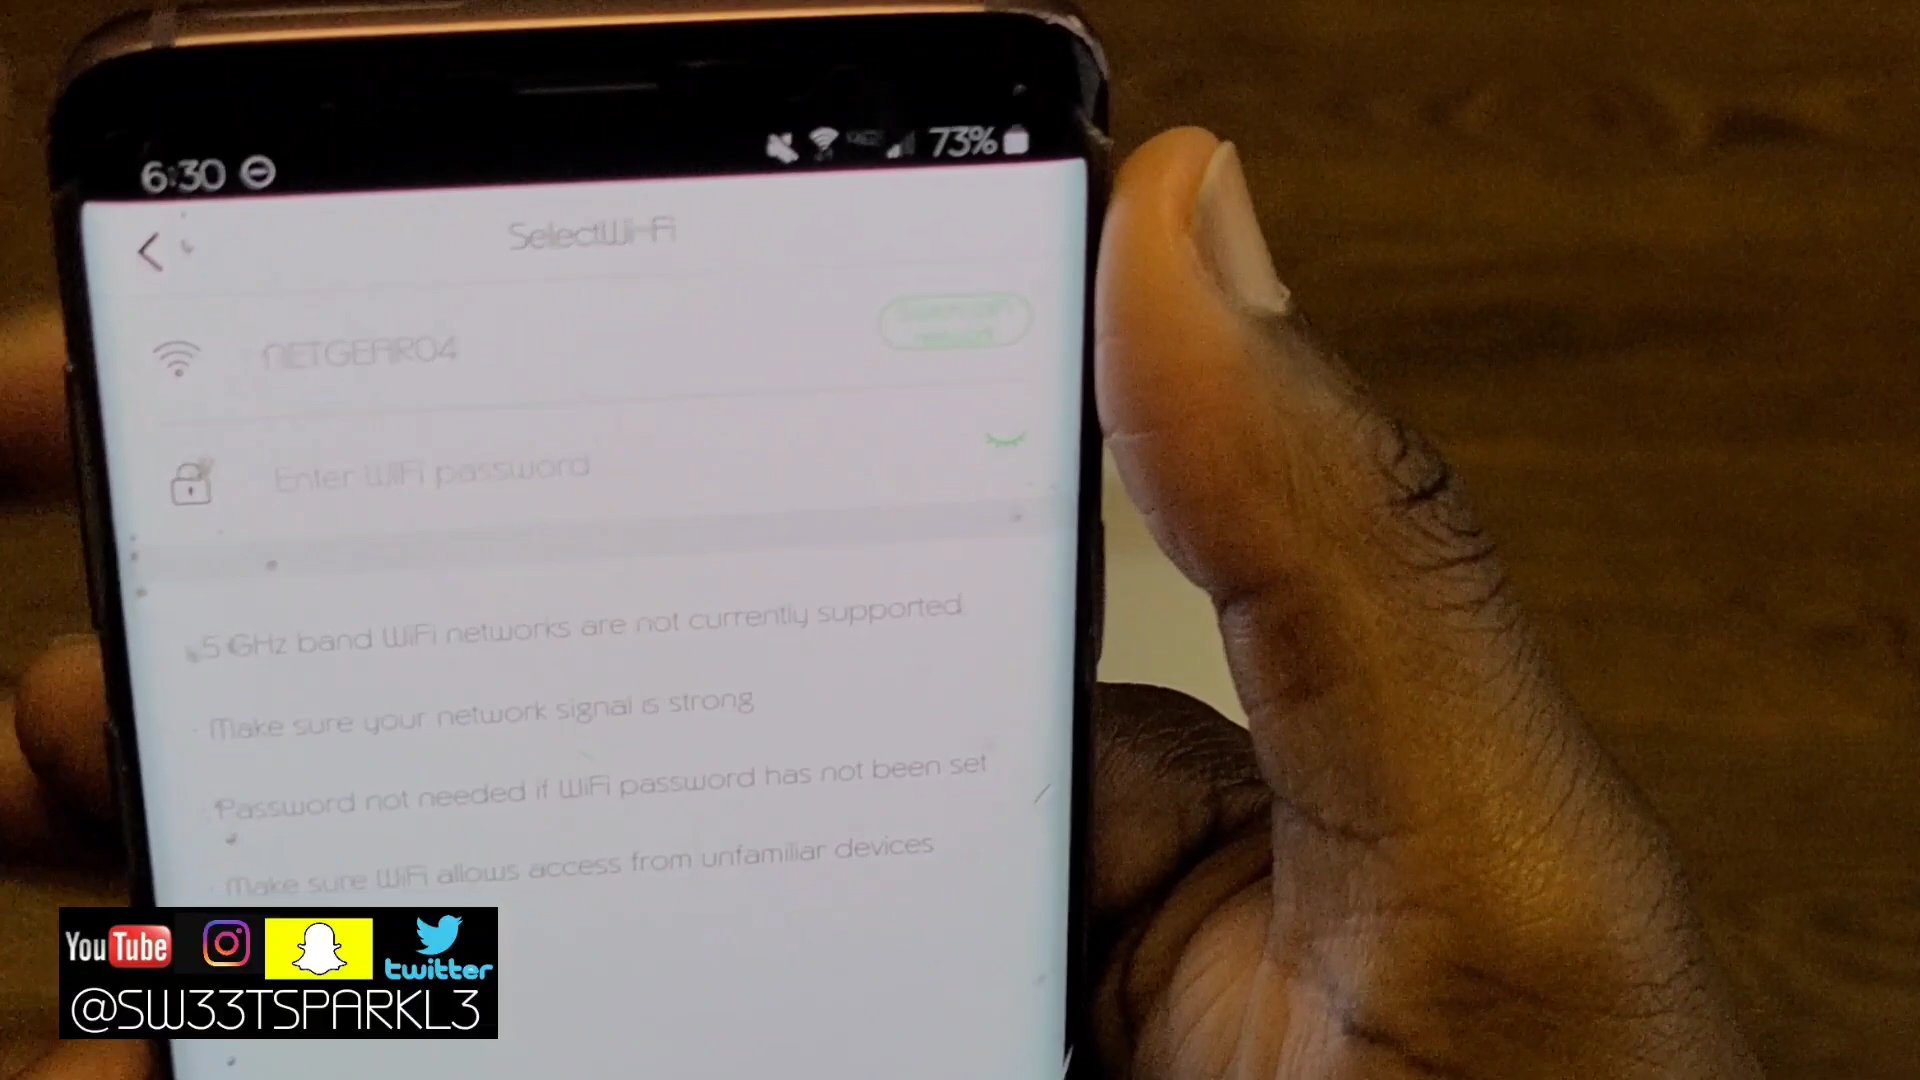 6:30
73%
SelectWi-Fi
NETGEAR04
Enter WiFi password
5 GHz band WiFi networks are not currently supported
Make sure your network signal is strong
Password not needed if WiFi password has not been set
Make sure WiFi allows access from unfamiliar devices
YouTube
twitter
@SW33TSPARKL3